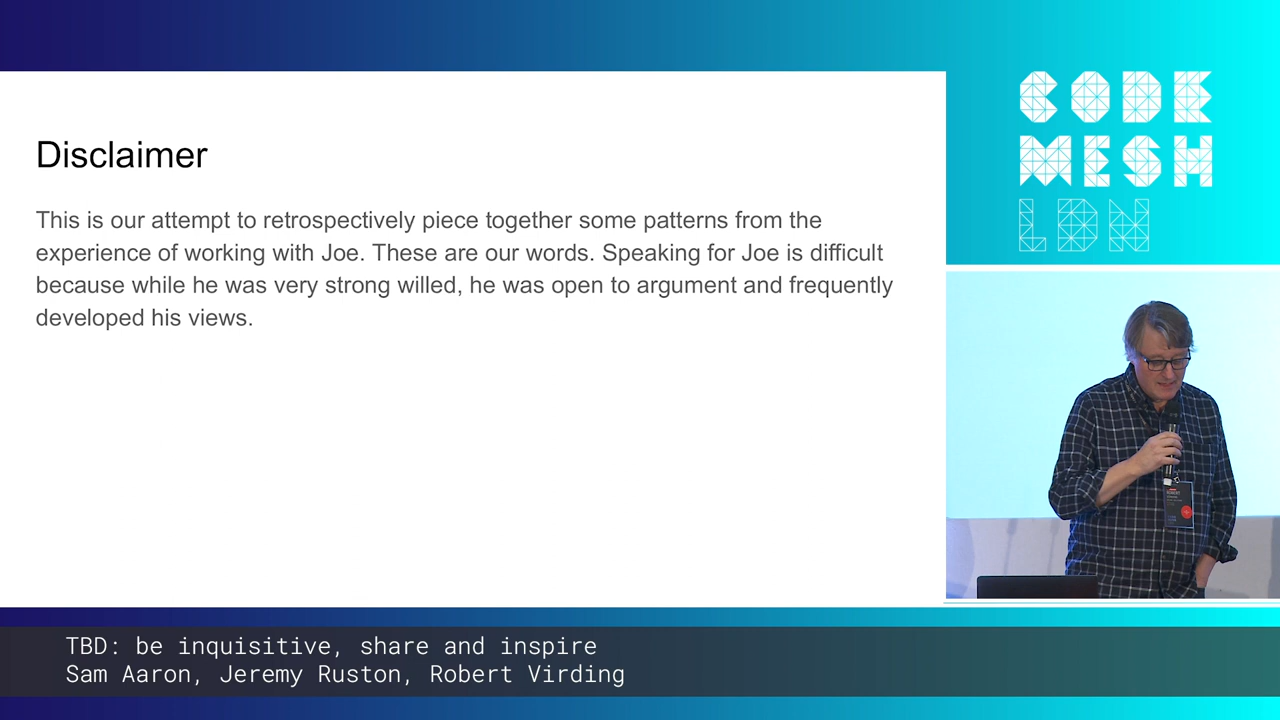 CODE
MESH
LDN
Disclaimer
This is our attempt to retrospectively piece together some patterns from the
experience of working with Joe. These are our words. Speaking for Joe is difficult
because while he was very strong willed, he was open to argument and frequently
developed his views.
ROBERT
TBD: be inquisitive, share and inspire
Sam Aaron, Jeremy Ruston, Robert Virding